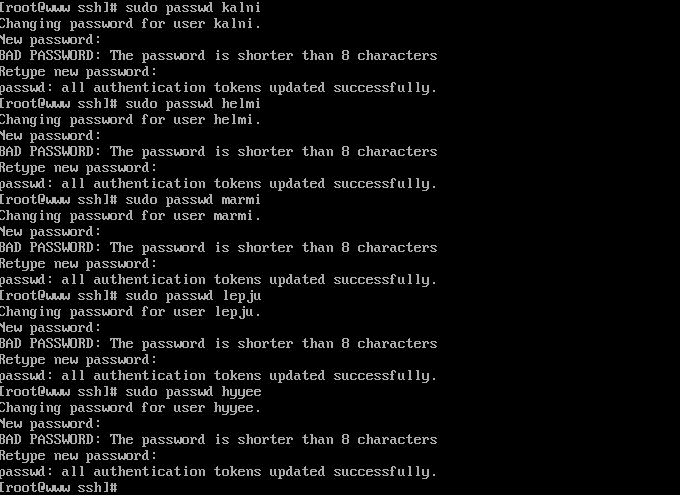 [root@www ssh]# sudo passwd kalni
Changing password for user kalni.
New password:
BAD PASSWORD: The password is shorter than 8 characters
Retype new password:
passwd: all authentication tokens updated successfully.
[root@www ssh]# sudo passwd helmi
Changing password for user helmi.
New password:
BAD PASSWORD: The password is shorter than 8 characters
Retype new password:
passwd: all authentication tokens updated successfully.
[root@www ssh]# sudo passwd marmi
Changing password for user marmi.
New password:
BAD PASSWORD: The password is shorter than 8 characters
Retype new password:
passwd: all authentication tokens updated successfully.
[root@www ssh]# sudo passwd lepju
Changing password for user lepju.
New password:
BAD PASSWORD: The password is shorter than 8 characters
Retype new password:
passwd: all authentication tokens updated successfully.
[root@www ssh]# sudo passwd hyyee
Changing password for user hyyee.
New password:
BAD PASSWORD: The password is shorter than 8 characters
Retype new password:
passwd: all authentication tokens updated successfully.
[root@www ssh]#